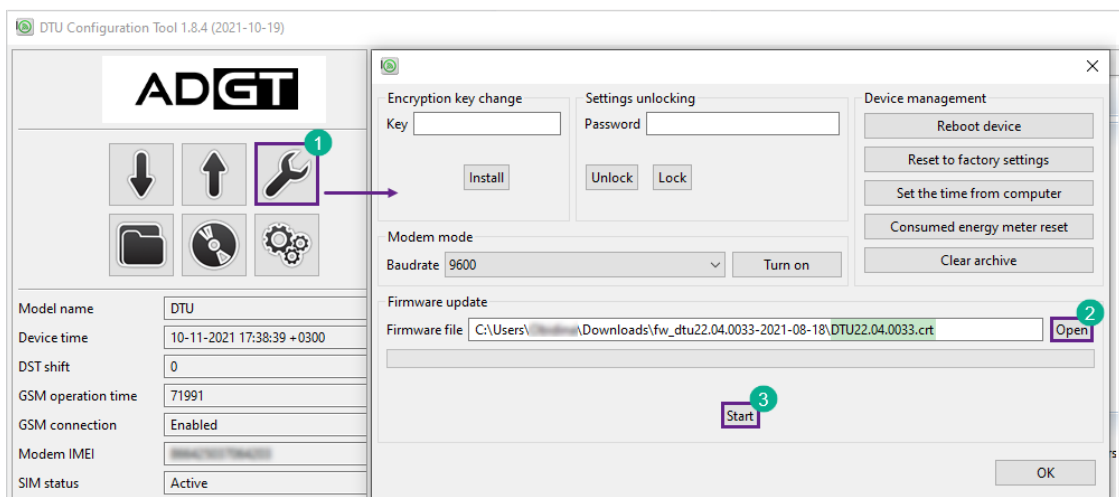 DTU Configuration Tool 1.8.4 (2021-10-19)
ADGT
1
Model name DTU
Device time 10-11-2021 17:38:39 +0300
DST shift 0
GSM operation time 71991
GSM connection Enabled
Modem IMEI
SIM status Active
Encryption key change
Key
Install
Settings unlocking
Password
Unlock Lock
Device management
Reboot device
Reset to factory settings
Set the time from computer
Consumed energy meter reset
Clear archive
Modem mode
Baudrate 9600 Turn on
Firmware update
Firmware file C:\Users\ \Downloads\fw_dtu22.04.0033-2021-08-18\DTU22.04.0033.crt Open
2
Start
3
OK